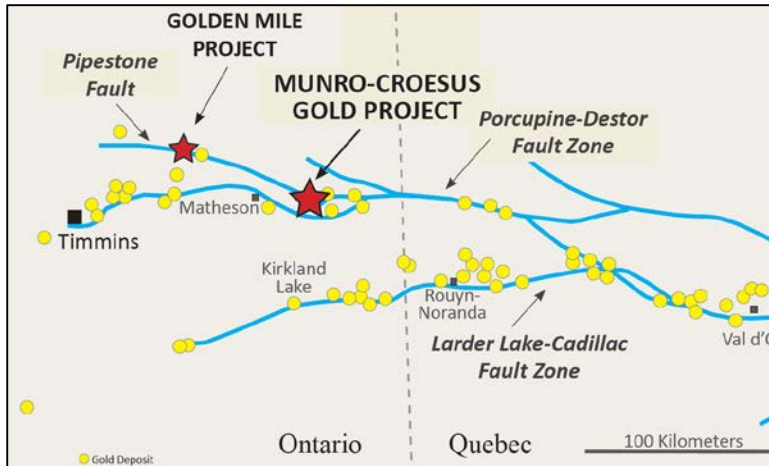 GOLDEN MILE
PROJECT
Pipestone
Fault
MUNRO-CROESUS
GOLD PROJECT
Porcupine-Destor
Fault Zone
Matheson
Timmins
Kirkland
Lake
Rouyn-
Noranda
Larder Lake-Cadillac
Fault Zone
Val d'O
Ontario
Quebec
100 Kilometers
Gold Deposit